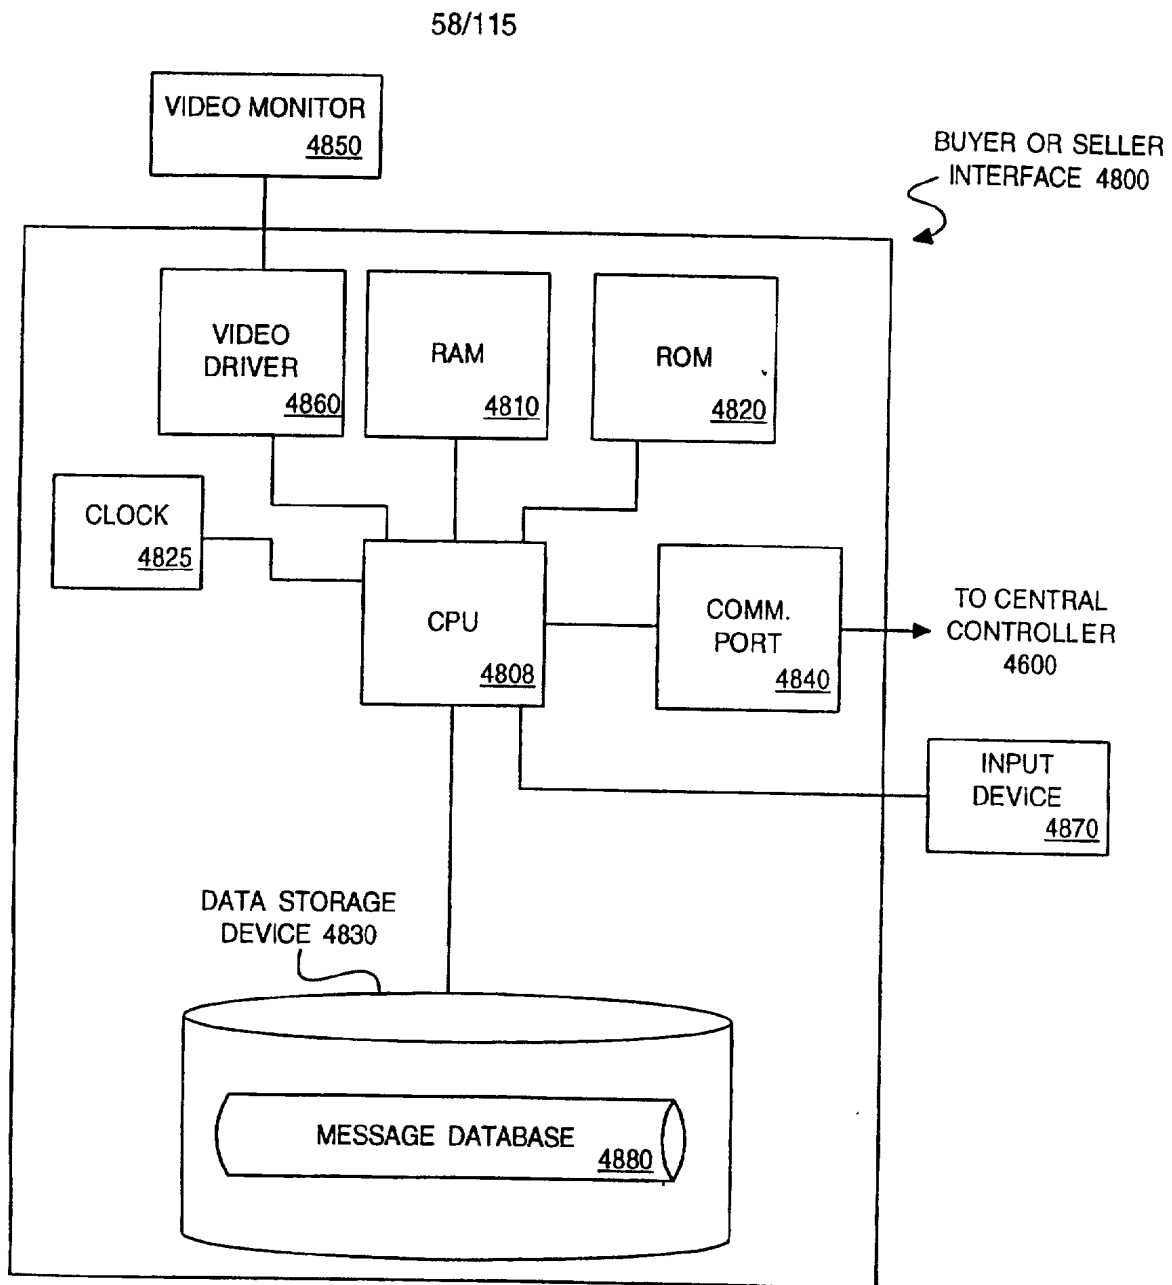 58/115
VIDEO MONITOR
4850
BUYER OR SELLER
INTERFACE 4800
VIDEO
DRIVER
4860
RAM
4810
ROM
4820
CLOCK
4825
CPU
4808
COMM.
PORT
4840
TO CENTRAL
CONTROLLER
4600
INPUT
DEVICE
4870
DATA STORAGE
DEVICE 4830
MESSAGE DATABASE
4880